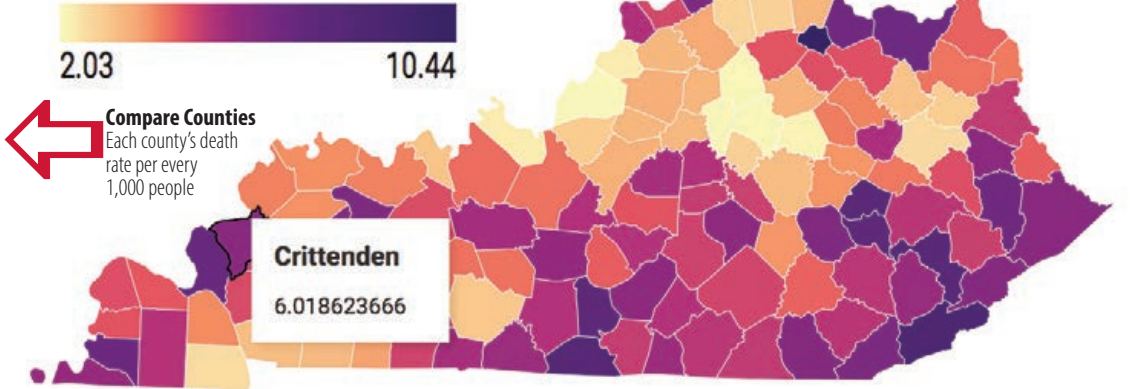 2.03 10.44
Compare Counties
Each county's death
rate per every
1,000 people
Crittenden
6.018623666